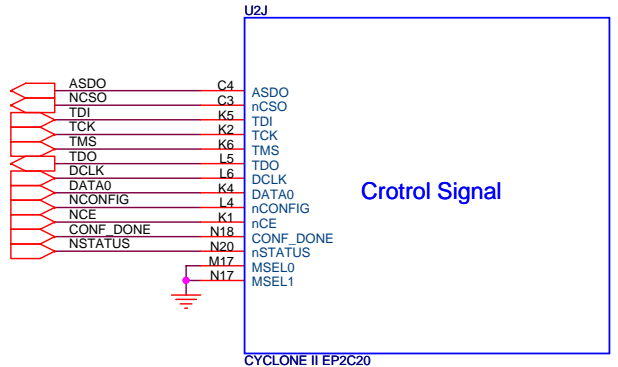 U2J
ASDO C4 ASDO
NCSO C3 nCSO
TDI K5 TDI
TCK K2 TCK
TMS K6 TMS
TDO L5 TDO
DCLK L6 DCLK
DATA0 K4 DATA0
NCONFIG L4 nCONFIG
NCE K1 nCE
CONF_DONE N18 CONF_DONE
NSTATUS N20 nSTATUS
M17 MSEL0
N17 MSEL1
Crotrol Signal
CYCLONE II EP2C20